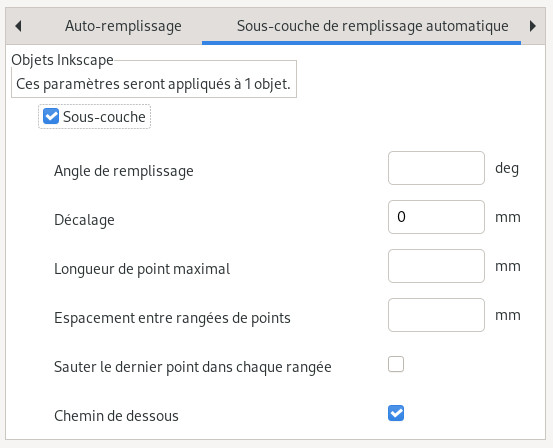 Auto-remplissage
Sous-couche de remplissage automatique
Objets Inkscape
Ces paramètres seront appliqués à 1 objet.
Sous-couche
Angle de remplissage
deg
Décalage
0
mm
Longueur de point maximal
mm
Espacement entre rangées de points
mm
Sauter le dernier point dans chaque rangée
Chemin de dessous